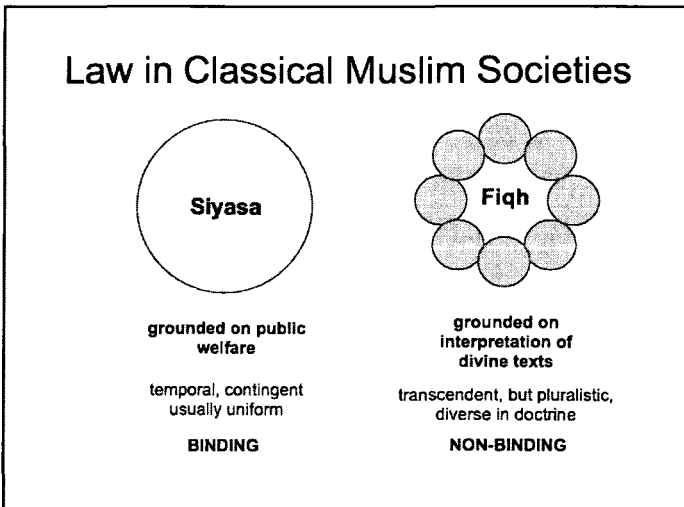 Law in Classical Muslim Societies
Siyasa
grounded on public
welfare
temporal, contingent
usually uniform
BINDING
Fiqh
grounded on
interpretation of
divine texts
transcendent, but pluralistic,
diverse in doctrine
NON-BINDING